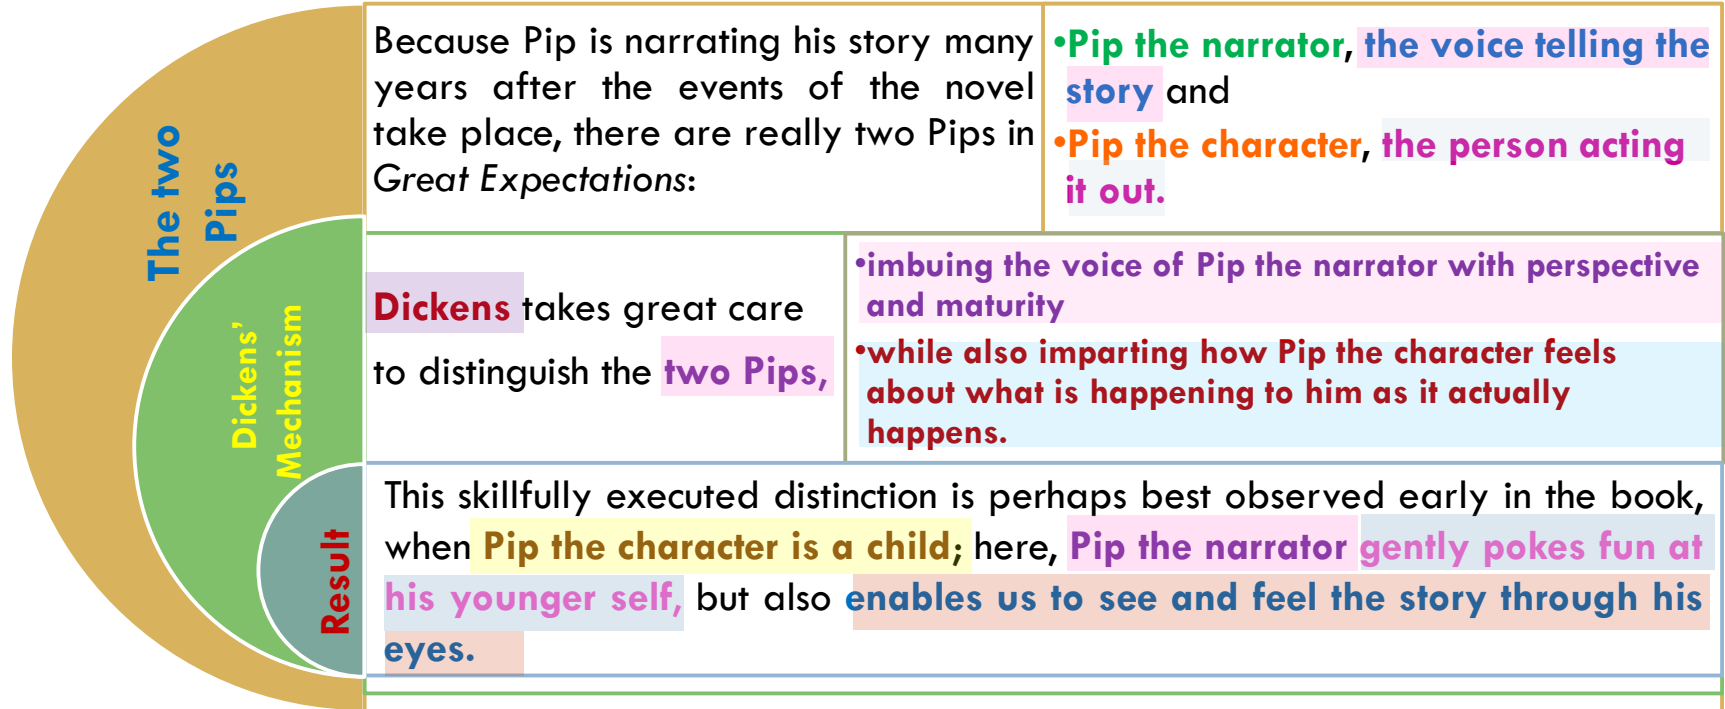 The two
Pips
Because Pip is narrating his story many
years after the events of the novel
take place, there are really two Pips in
Great Expectations:
•Pip the narrator, the voice telling the
story and
•Pip the character, the person acting
it out.
Dickens'
Mechanism
Dickens takes great care
to distinguish the two Pips,
•imbuing the voice of Pip the narrator with perspective
and maturity
•while also imparting how Pip the character feels
about what is happening to him as it actually
happens.
Result
This skillfully executed distinction is perhaps best observed early in the book,
when Pip the character is a child; here, Pip the narrator gently pokes fun at
his younger self, but also enables us to see and feel the story through his
eyes.